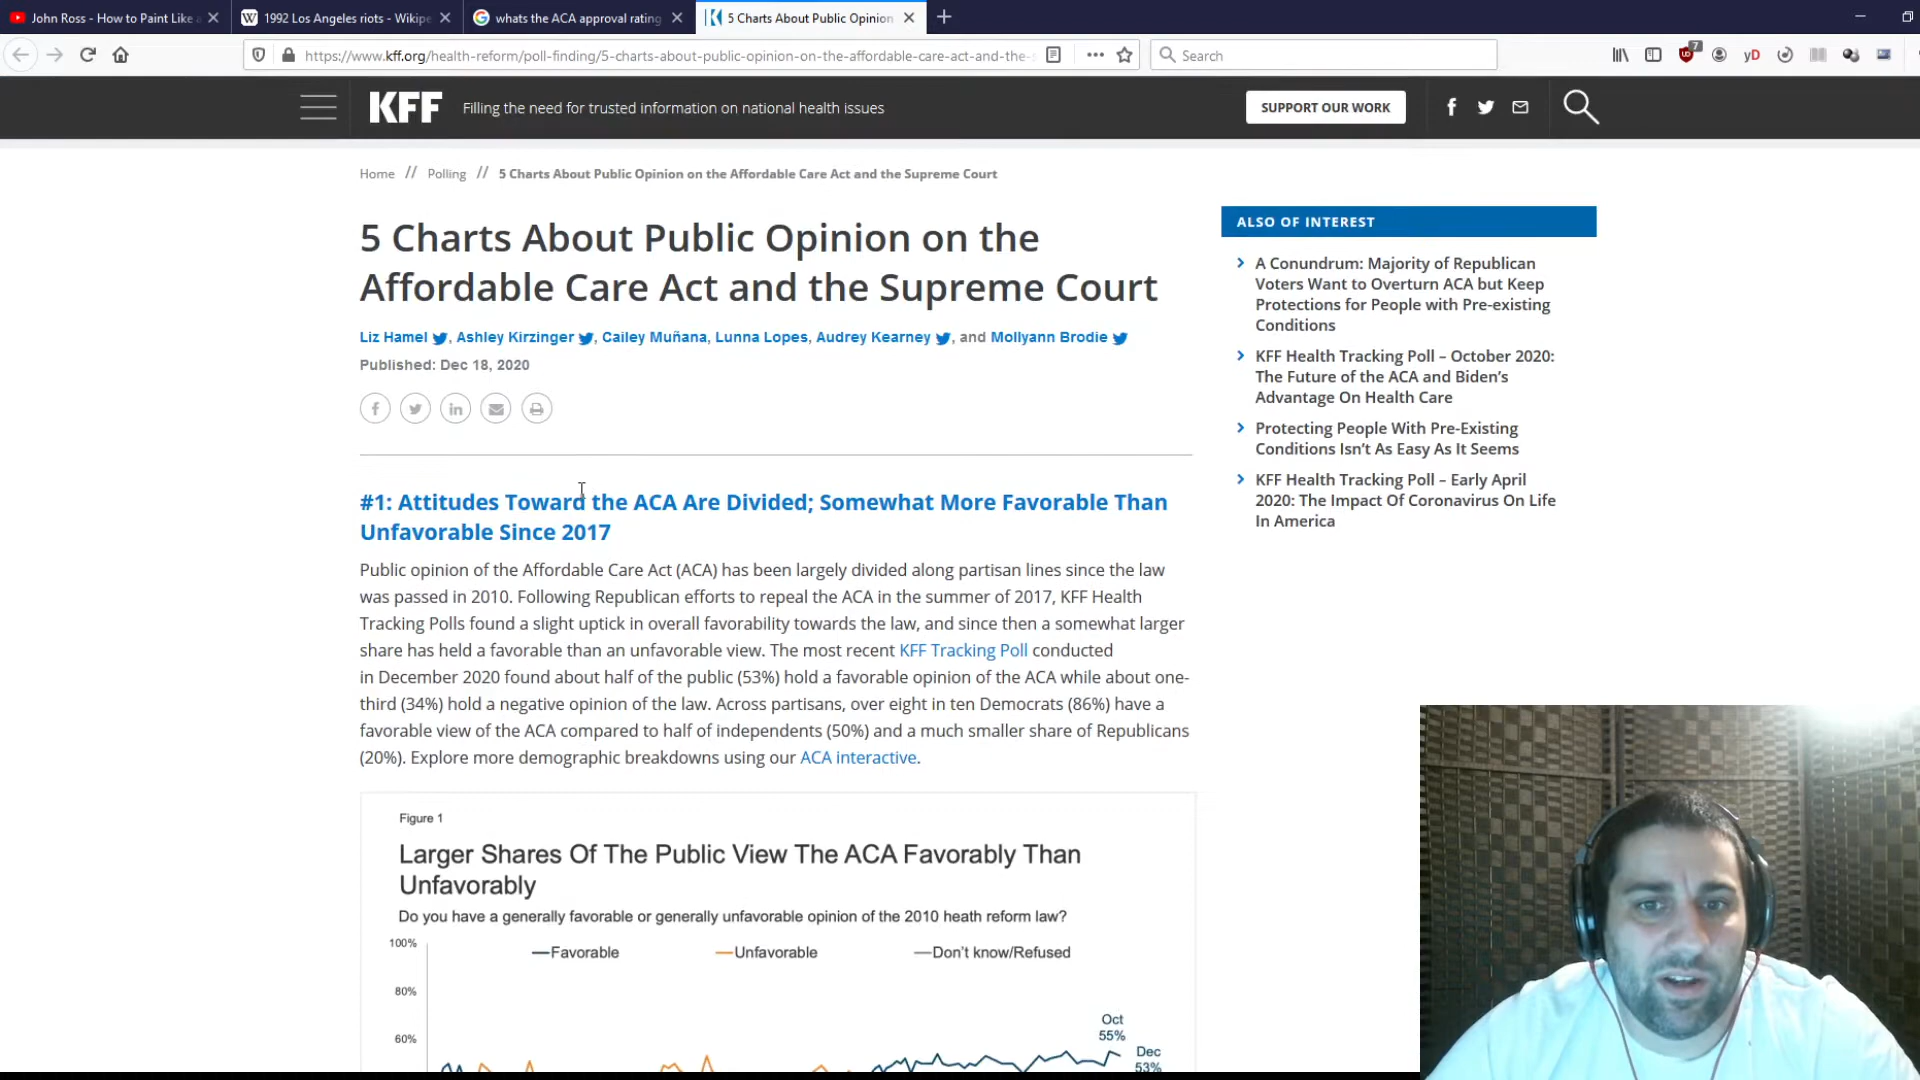 John Ross - How to Paint Like a
1992 Los Angeles riots - Wikipe
whats the ACA approval rating
5 Charts About Public Opinion
https://www.kff.org/health-reform/poll-finding/5-charts-about-public-opinion-on-the-affordable-care-act-and-the-s
Search
7
yD
KFF
Filling the need for trusted information on national health issues
SUPPORT OUR WORK
Home // Polling // 5 Charts About Public Opinion on the Affordable Care Act and the Supreme Court
5 Charts About Public Opinion on the
Affordable Care Act and the Supreme Court
Liz Hamel , Ashley Kirzinger , Cailey Muñana, Lunna Lopes, Audrey Kearney , and Mollyann Brodie
Published: Dec 18, 2020
#1: Attitudes Toward the ACA Are Divided; Somewhat More Favorable Than
Unfavorable Since 2017
Public opinion of the Affordable Care Act (ACA) has been largely divided along partisan lines since the law
was passed in 2010. Following Republican efforts to repeal the ACA in the summer of 2017, KFF Health
Tracking Polls found a slight uptick in overall favorability towards the law, and since then a somewhat larger
share has held a favorable than an unfavorable view. The most recent KFF Tracking Poll conducted
in December 2020 found about half of the public (53%) hold a favorable opinion of the ACA while about one-
third (34%) hold a negative opinion of the law. Across partisans, over eight in ten Democrats (86%) have a
favorable view of the ACA compared to half of independents (50%) and a much smaller share of Republicans
(20%). Explore more demographic breakdowns using our ACA interactive.
Figure 1
Larger Shares Of The Public View The ACA Favorably Than
Unfavorably
Do you have a generally favorable or generally unfavorable opinion of the 2010 heath reform law?
100%
Favorable
Unfavorable
Don't know/Refused
80%
60%
Oct
55%
Dec
53%
ALSO OF INTEREST
A Conundrum: Majority of Republican
Voters Want to Overturn ACA but Keep
Protections for People with Pre-existing
Conditions
KFF Health Tracking Poll – October 2020:
The Future of the ACA and Biden's
Advantage On Health Care
Protecting People With Pre-Existing
Conditions Isn't As Easy As It Seems
KFF Health Tracking Poll – Early April
2020: The Impact Of Coronavirus On Life
In America